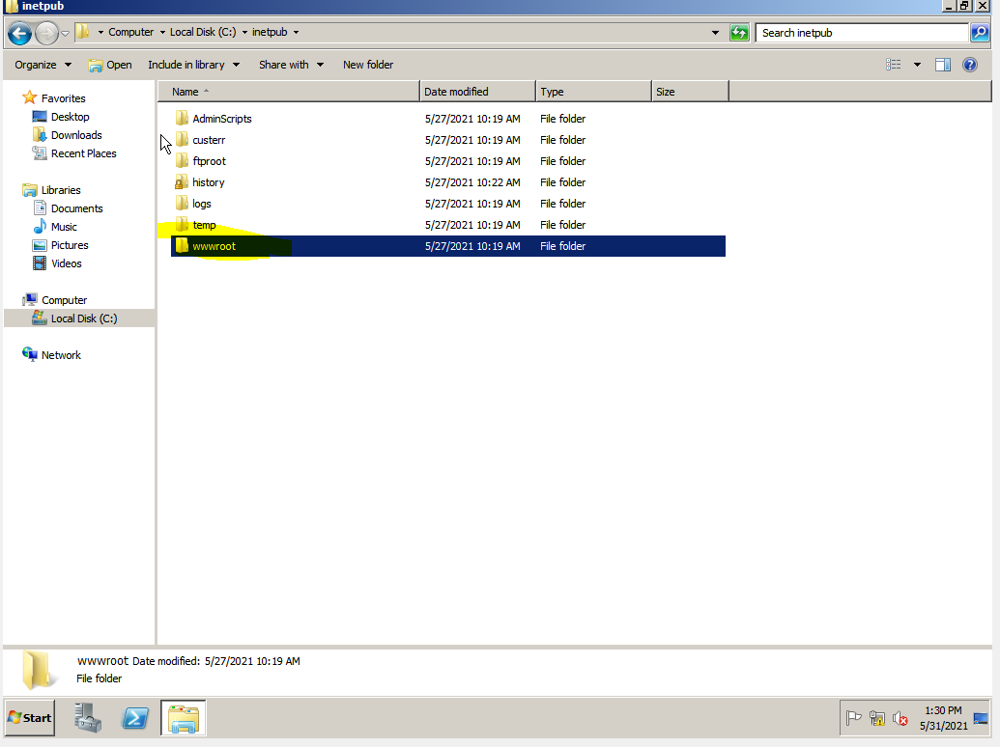 inetpub
Computer Local Disk (C:) inetpub
Search inetpub
Organize Open Include in library Share with New folder
Name Date modified Type Size
Favorites
Desktop
Downloads
Recent Places
Libraries
Documents
Music
Pictures
Videos
Computer
Local Disk (C:)
Network
AdminScripts 5/27/2021 10:19 AM File folder
custerr 5/27/2021 10:19 AM File folder
ftproot 5/27/2021 10:19 AM File folder
history 5/27/2021 10:22 AM File folder
logs 5/27/2021 10:19 AM File folder
temp 5/27/2021 10:19 AM File folder
wwwroot 5/27/2021 10:19 AM File folder
wwwroot Date modified: 5/27/2021 10:19 AM
File folder
Start
1:30 PM
5/31/2021